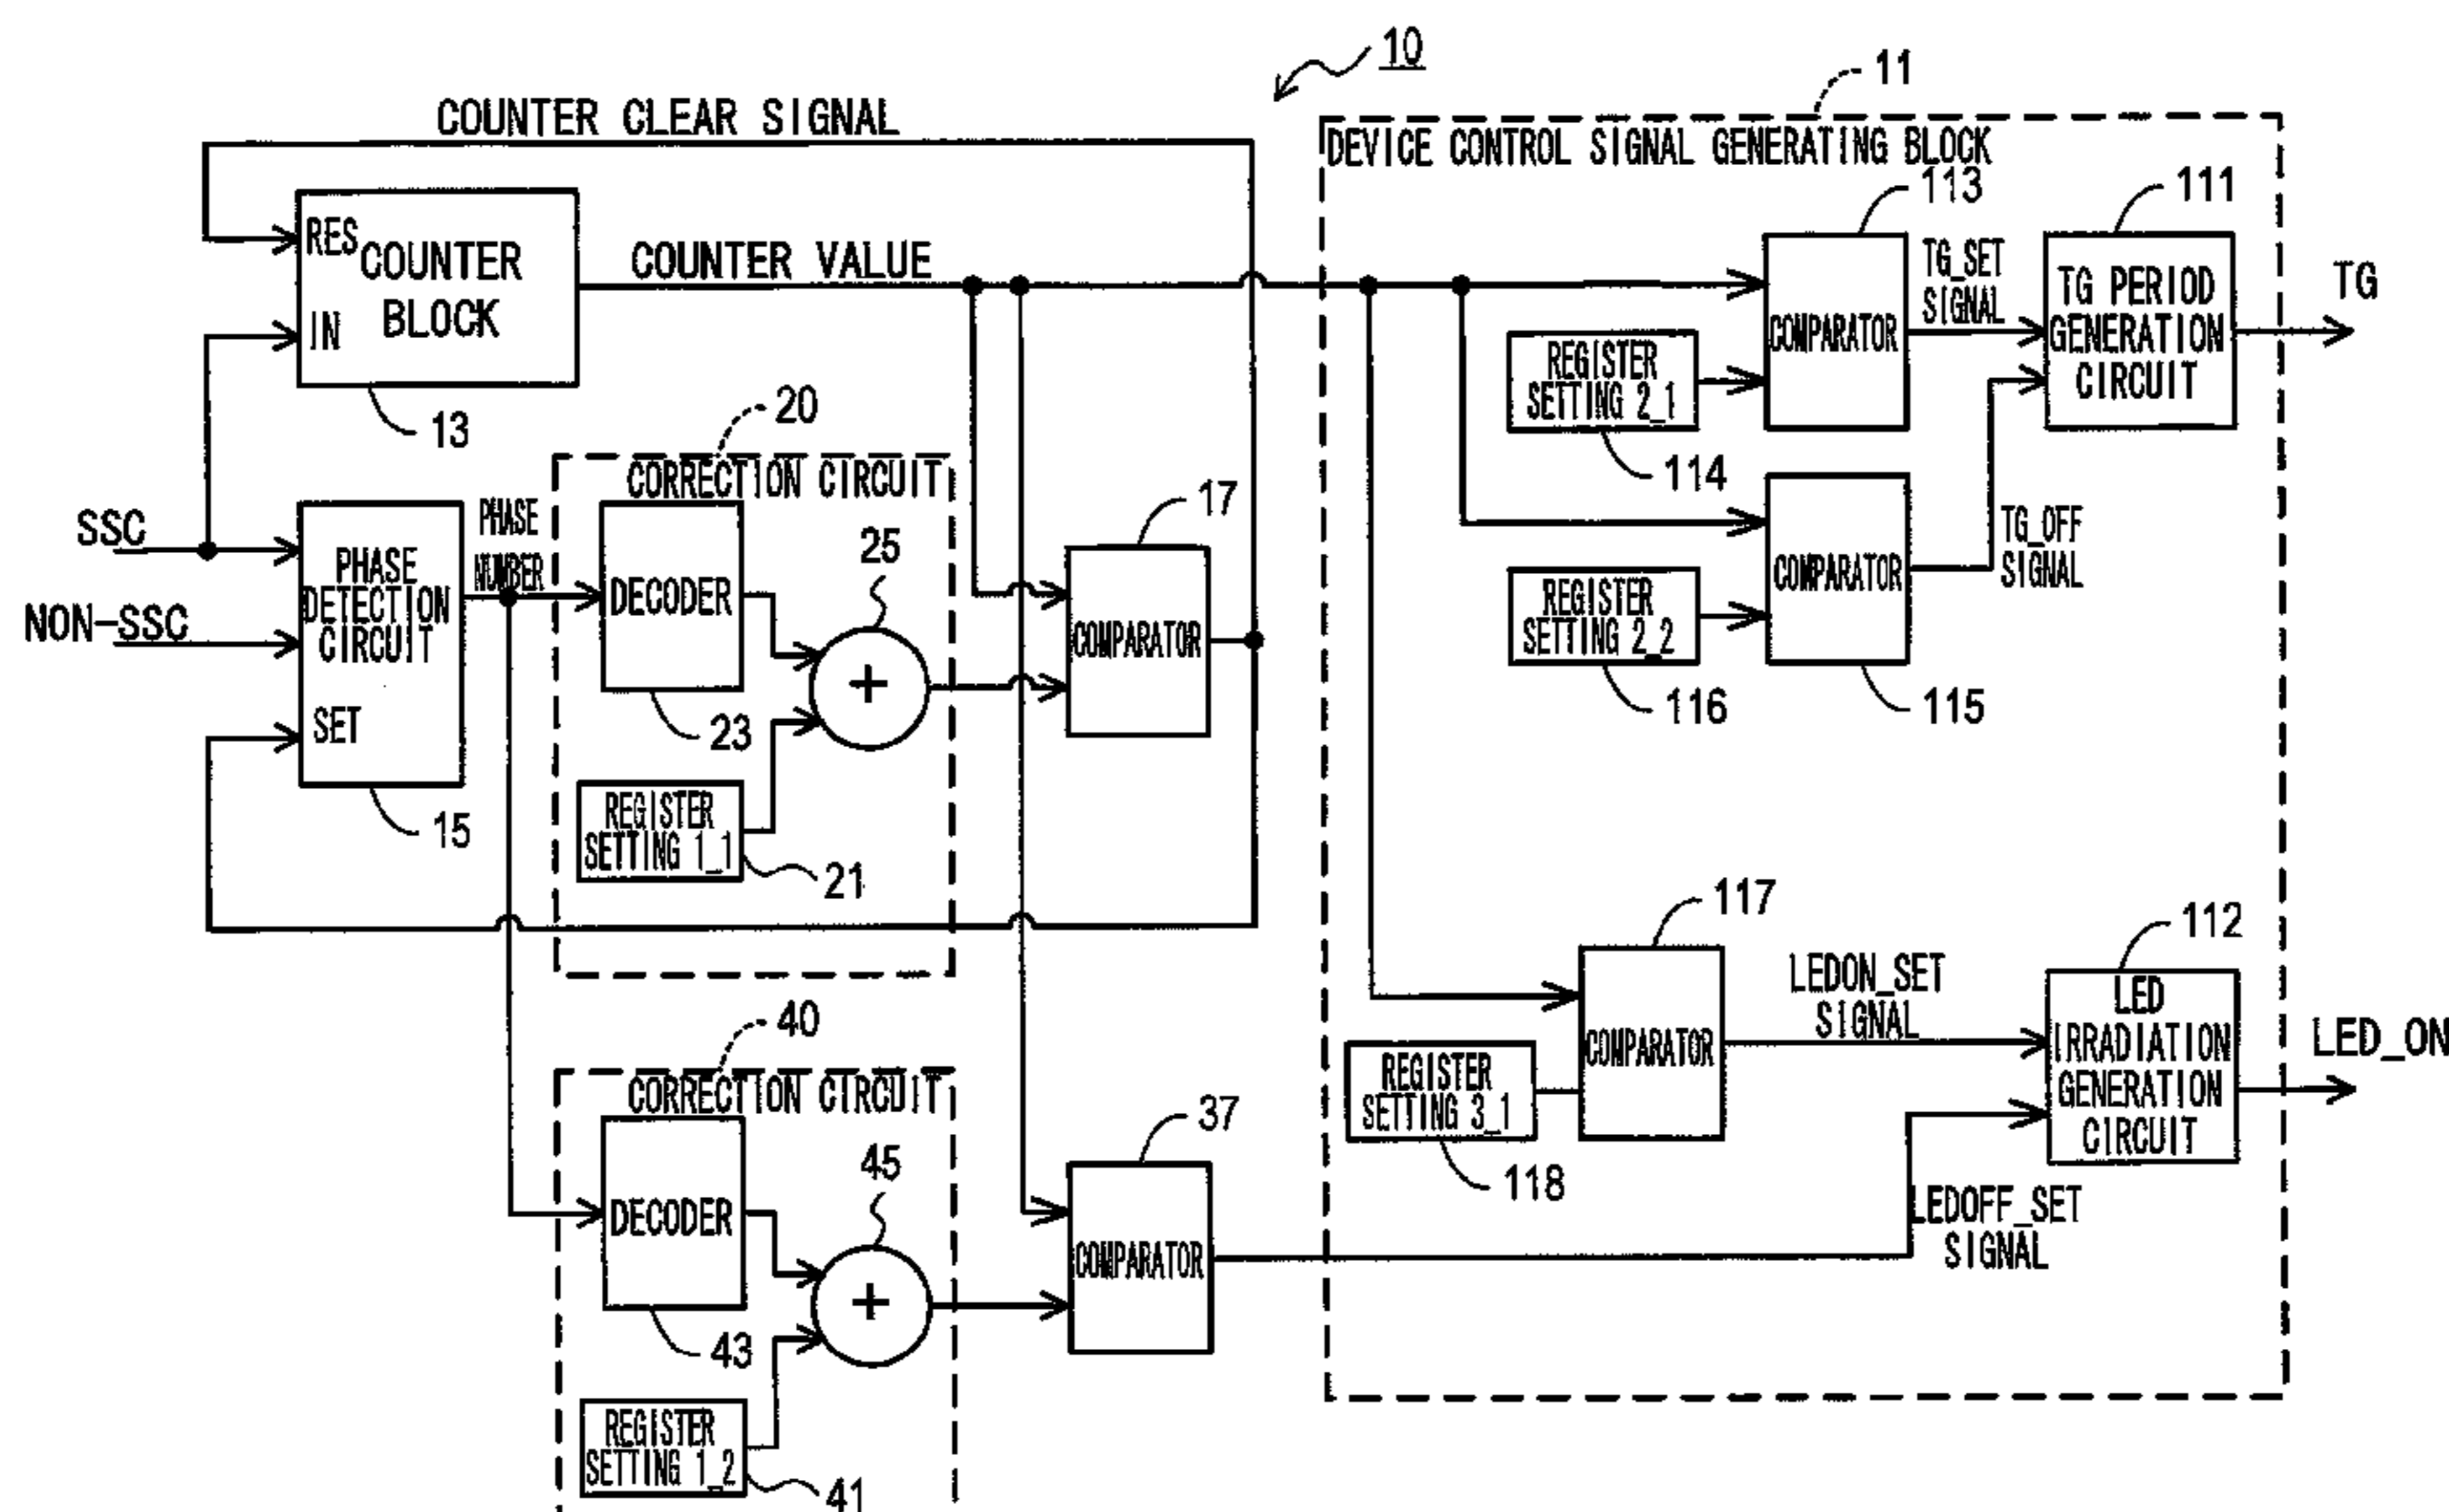 10
11
COUNTER CLEAR SIGNAL
DEVICE CONTROL SIGNAL GENERATING BLOCK
113
111
RES
COUNTER
BLOCK
IN
13
COUNTER VALUE
TG_SET
SIGNAL
TG PERIOD
GENERATION
CIRCUIT
TG
COMPARATOR
REGISTER
SETTING 2_1
114
20
CORRECTION CIRCUIT
SSC
NON-SSC
PHASE
DETECTION
CIRCUIT
SET
15
PHASE
NUMBER
DECODER
23
25
+
REGISTER
SETTING 1_1
21
17
COMPARATOR
COMPARATOR
115
TG_OFF
SIGNAL
REGISTER
SETTING 2_2
116
117
112
COMPARATOR
LEDON_SET
SIGNAL
LED
IRRADIATION
GENERATION
CIRCUIT
LED_ON
REGISTER
SETTING 3_1
118
LEDOFF_SET
SIGNAL
40
CORRECTION CIRCUIT
DECODER
43
45
+
37
COMPARATOR
REGISTER
SETTING 1_2
41